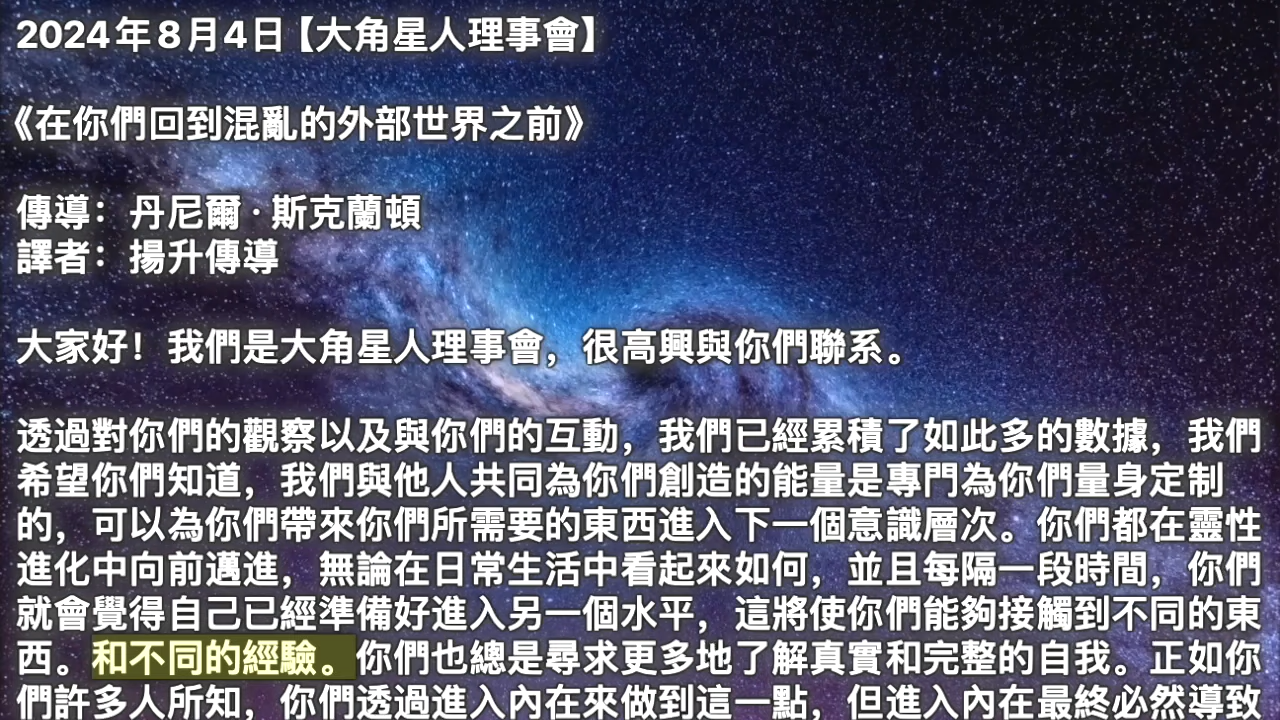 2024年8月4日【大角星人理事會】
《在你們回到混亂的外部世界之前》
傳導：丹尼爾·斯克蘭頓
譯者：揚升傳導
大家好！我們是大角星人理事會，很高興與你們聯系。
透過對你們的觀察以及與你們的互動，我們已經累積了如此多的數據，我們
希望你們知道，我們與他人共同為你們創造的能量是專門為你們量身定制
的，可以為你們帶來你們所需要的東西進入下一個意識層次。你們都在靈性
進化中向前邁進，無論在日常生活中看起來如何，並且每隔一段時間，你們
就會覺得自己已經準備好進入另一個水平，這將使你們能夠接觸到不同的東
西。和不同的經驗。你們也總是尋求更多地了解真實和完整的自我。正如你
們許多人所知，你們透過進入內在來做到這一點，但進入內在最終必然導致